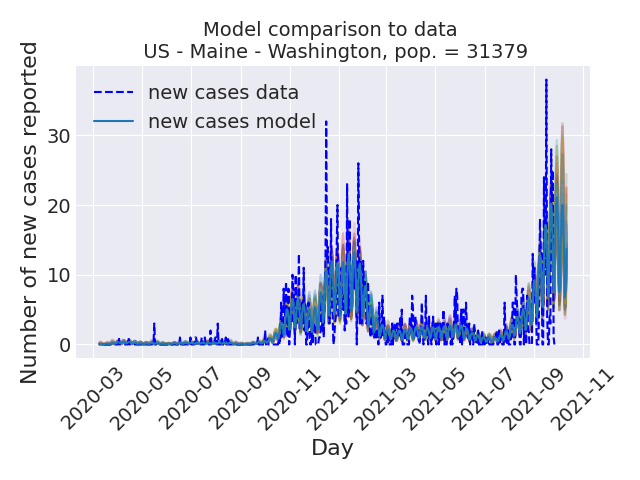 Model comparison to data
US - Maine - Washington, pop. = 31379
Number of new cases reported
new cases data
new cases model
30
20
10
0
2020-03
2020-05
2020-07
2020-09
2020-11
2021-01
2021-03
2021-05
2021-07
2021-09
2021-11
Day